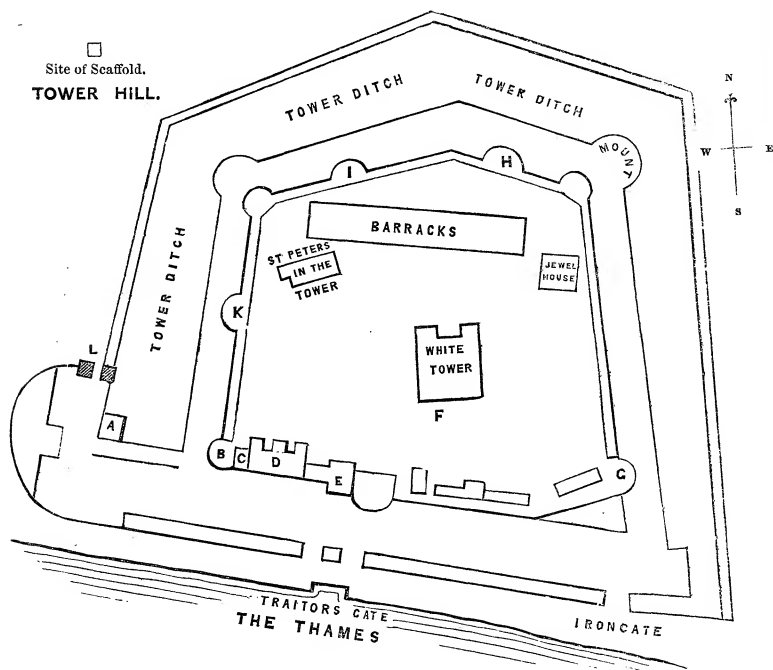 Site of Scaffold.
TOWER HILL.
TOWER DITCH
TOWER DITCH
MOUNT
N
W
E
S
I
H
BARRACKS
ST PETERS
IN THE
TOWER
JEWEL
HOUSE
TOWER DITCH
K
WHITE
TOWER
L
F
A
B
C
D
E
G
TRAITORS GATE
THE THAMES
IRONGATE